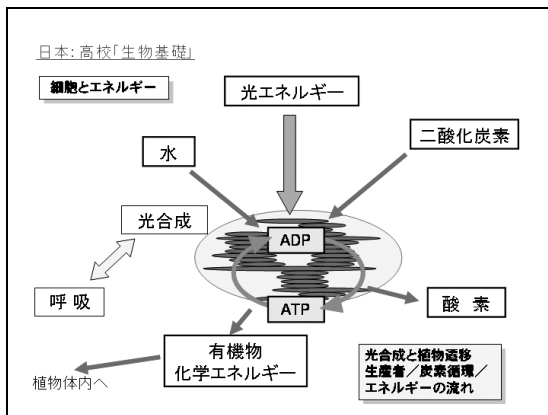 日本:高校「生物基礎」
細胞とエネルギー
光エネルギー
二酸化炭素
水
光合成
ADP
ATP
呼吸
酸素
有機物
化学エネルギー
植物体内へ
光合成と植物遷移
生産者／炭素循環／
エネルギーの流れ